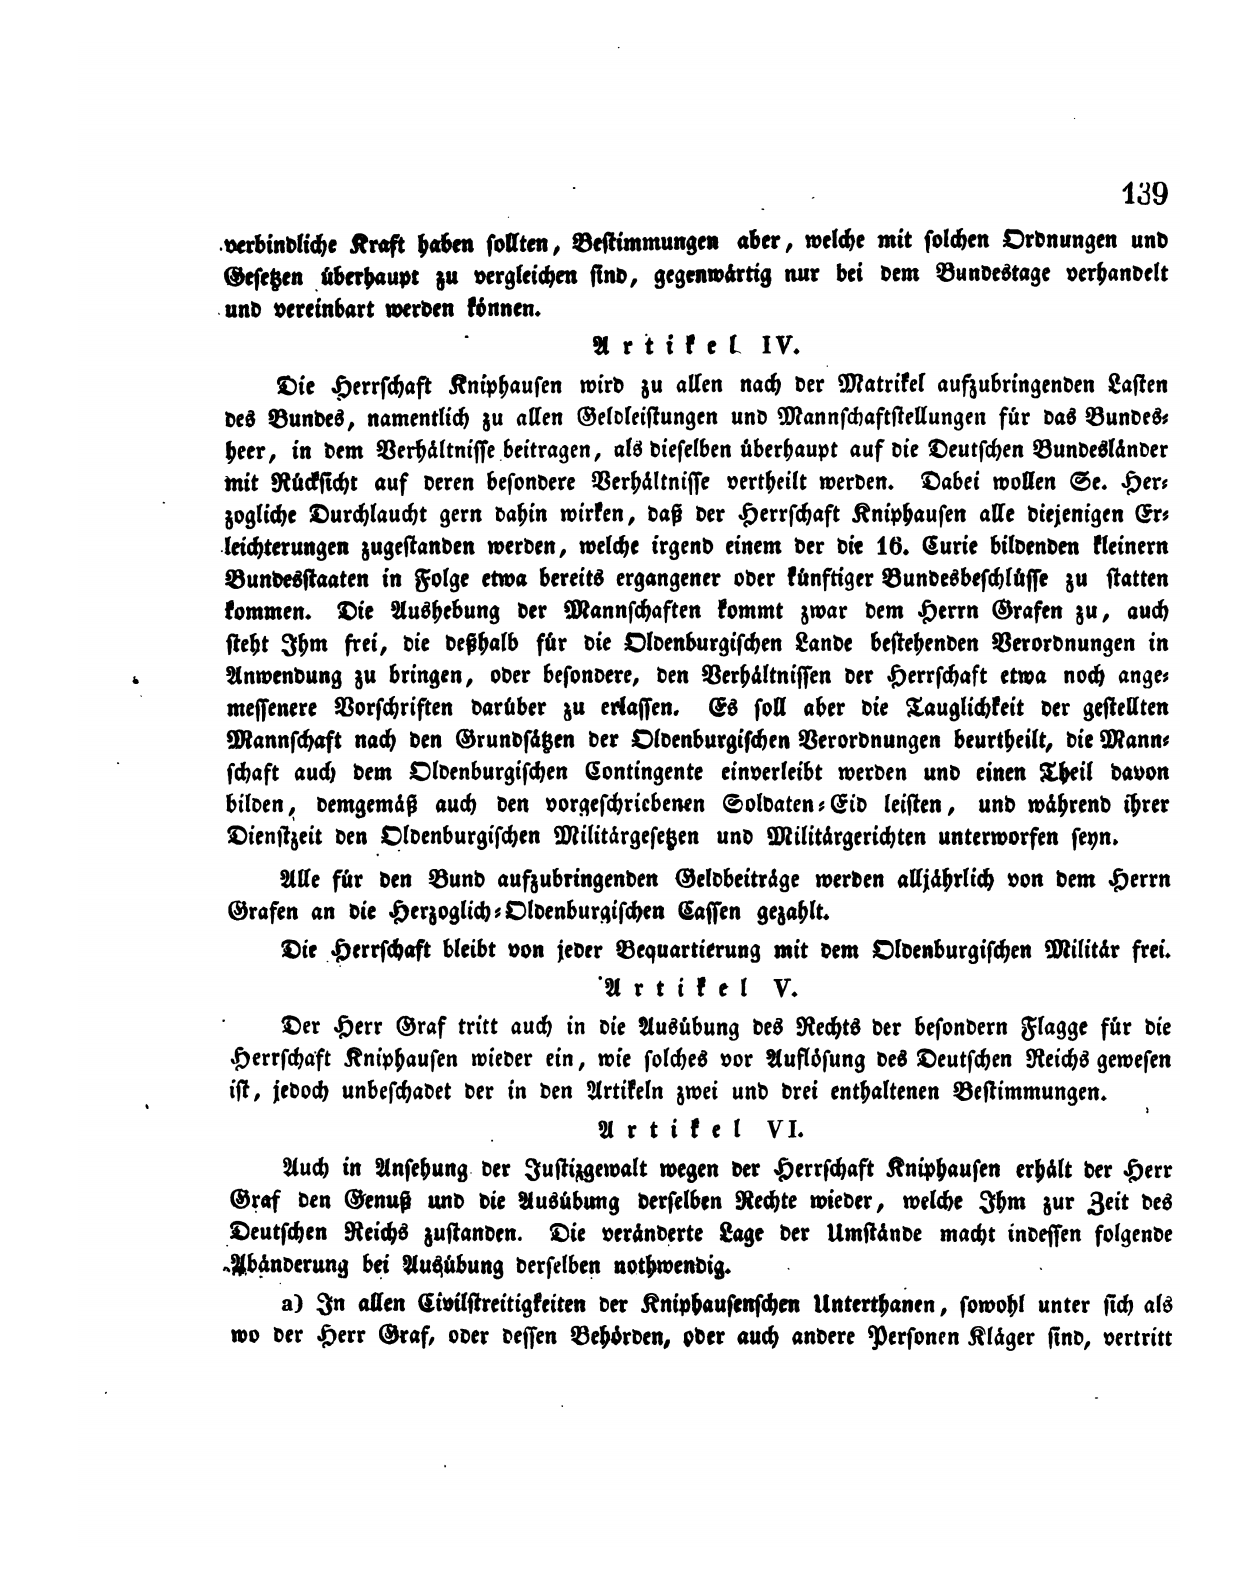 139
verbindliche Kraft haben sollten, Bestimmungen aber, welche mit solchen Ordnungen und
Gesetzen überhaupt zu vergleichen sind, gegenwärtig nur bei dem Bundestage verhandelt
und vereinbart werden können.
Artikel IV.
Die Herrschaft Kniphausen wird zu allen nach der Matrikel aufzubringenden Lasten
des Bundes, namentlich zu allen Geldleistungen und Mannschaftstellungen für das Bundes-
heer, in dem Verhältnisse beitragen, als dieselben überhaupt auf die Deutschen Bundesländer
mit Rücksicht auf deren besondere Verhältnisse vertheilt werden. Dabei wollen Se. Her-
zogliche Durchlaucht gern dahin wirken, daß der Herrschaft Kniphausen alle diejenigen Er-
leichterungen zugestanden werden, welche irgend einem der die 16. Curie bildenden kleinern
Bundesstaaten in Folge etwa bereits ergangener oder künftiger Bundesbeschlüsse zu statten
kommen. Die Aushebung der Mannschaften kommt zwar dem Herrn Grafen zu, auch
steht Ihm frei, die deßhalb für die Oldenburgischen Lande bestehenden Verordnungen in
Anwendung zu bringen, oder besondere, den Verhältnissen der Herrschaft etwa noch ange-
messenere Vorschriften darüber zu erlassen. Es soll aber die Tauglichkeit der gestellten
Mannschaft nach den Grundsätzen der Oldenburgischen Verordnungen beurtheilt, die Mann-
schaft auch dem Oldenburgischen Contingente einverleibt werden und einen Theil davon
bilden, demgemäß auch den vorgeschriebenen Soldaten-Eid leisten, und während ihrer
Dienstzeit den Oldenburgischen Militärgesetzen und Militärgerichten unterworfen seyn.
Alle für den Bund aufzubringenden Geldbeiträge werden alljährlich von dem Herrn
Grafen an die Herzoglich-Oldenburgischen Cassen gezahlt.
Die Herrschaft bleibt von jeder Bequartierung mit dem Oldenburgischen Militär frei.
Artikel V.
Der Herr Graf tritt auch in die Ausübung des Rechts der besondern Flagge für die
Herrschaft Kniphausen wieder ein, wie solches vor Auflösung des Deutschen Reichs gewesen
ist, jedoch unbeschadet der in den Artikeln zwei und drei enthaltenen Bestimmungen.
Artikel VI.
Auch in Ansehung der Justizgewalt wegen der Herrschaft Kniphausen erhält der Herr
Graf den Genuß und die Ausübung derselben Rechte wieder, welche Ihm zur Zeit des
Deutschen Reichs zustanden. Die veränderte Lage der Umstände macht indessen folgende
Abänderung bei Ausübung derselben nothwendig.
a) In allen Civilstreitigkeiten der Kniphausenschen Unterthanen, sowohl unter sich als
wo der Herr Graf, oder dessen Behörden, oder auch andere Personen Kläger sind, vertritt